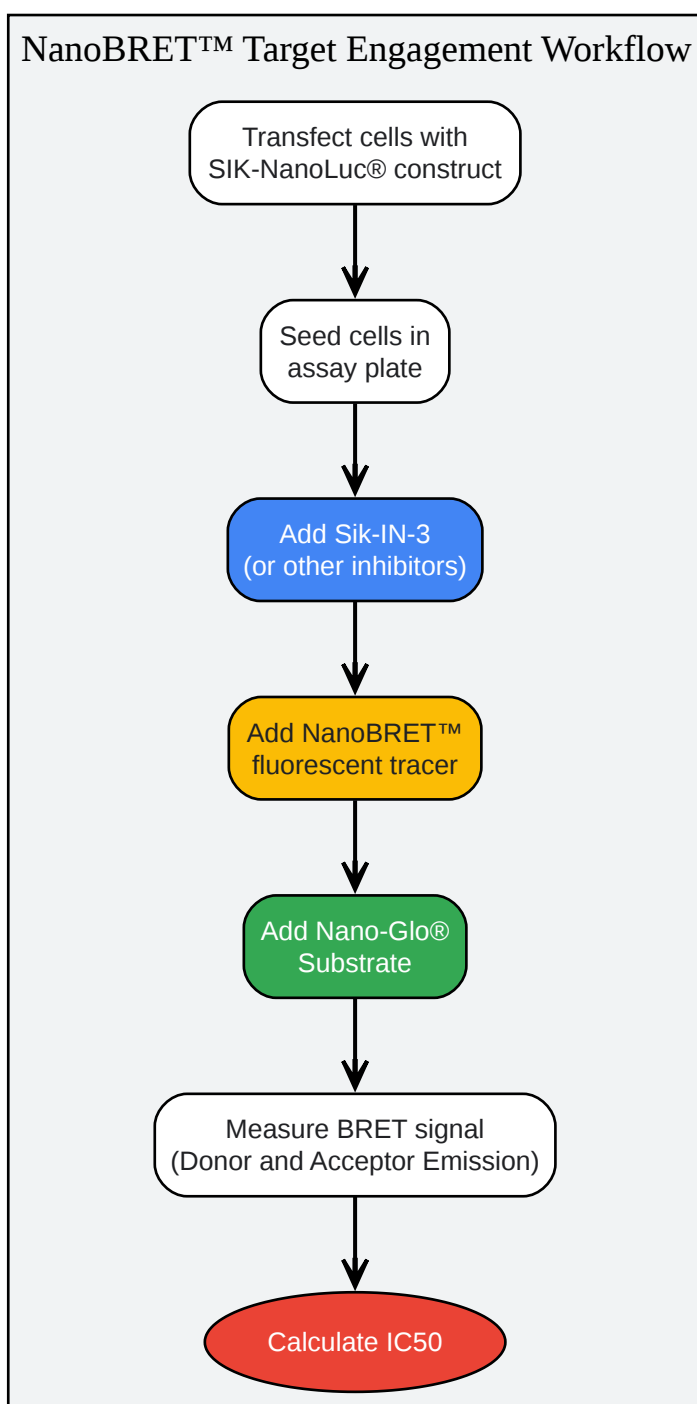 NanoBRET™ Target Engagement Workflow
Transfect cells with
SIK-NanoLuc® construct
Seed cells in
assay plate
Add Sik-IN-3
(or other inhibitors)
Add NanoBRET™
fluorescent tracer
Add Nano-Glo®
Substrate
Measure BRET signal
(Donor and Acceptor Emission)
Calculate IC50